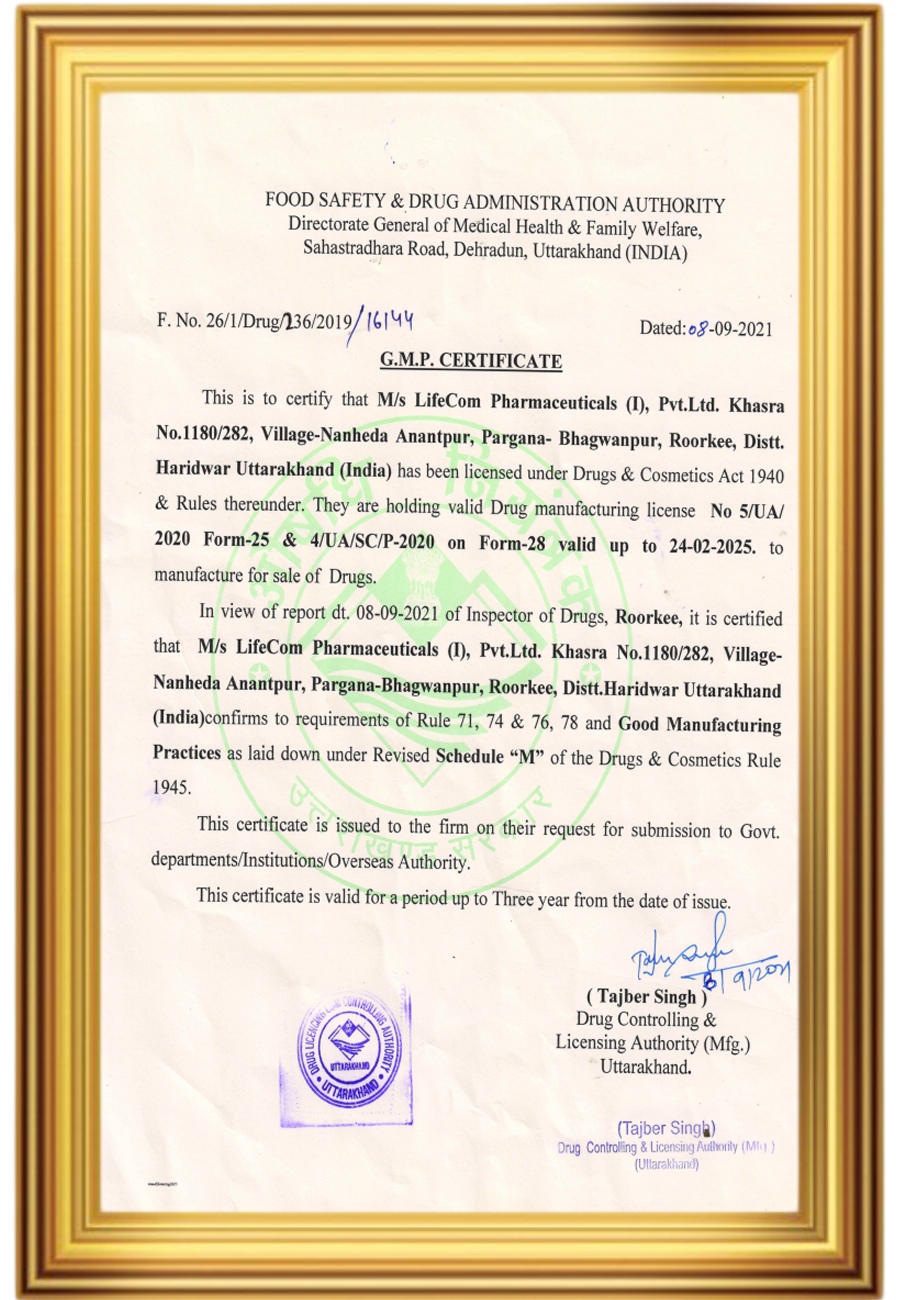 FOOD SAFETY & DRUG ADMINISTRATION AUTHORITY
Directorate General of Medical Health & Family Welfare,
Sahastradhara Road, Dehradun, Uttarakhand (INDIA)
F. No. 26/1/Drug/236/2019/16144
Dated:08-09-2021
G.M.P. CERTIFICATE
This is to certify that M/s LifeCom Pharmaceuticals (I), Pvt.Ltd. Khasra
No.1180/282, Village-Nanheda Anantpur, Pargana- Bhagwanpur, Roorkee, Distt.
Haridwar Uttarakhand (India) has been licensed under Drugs & Cosmetics Act 1940
& Rules thereunder. They are holding valid Drug manufacturing license No 5/UA/
2020 Form-25 & 4/UA/SC/P-2020 on Form-28 valid up to 24-02-2025. to
manufacture for sale of Drugs.
In view of report dt. 08-09-2021 of Inspector of Drugs, Roorkee, it is certified
that M/s LifeCom Pharmaceuticals (I), Pvt.Ltd. Khasra No.1180/282, Village-
Nanheda Anantpur, Pargana-Bhagwanpur, Roorkee, Distt.Haridwar Uttarakhand
(India)confirms to requirements of Rule 71, 74 & 76, 78 and Good Manufacturing
Practices as laid down under Revised Schedule “M” of the Drugs & Cosmetics Rule
1945.
This certificate is issued to the firm on their request for submission to Govt.
departments/Institutions/Overseas Authority.
This certificate is valid for a period up to Three year from the date of issue.
औषधि नियंत्रक
उत्तराखण्ड सरकार
8/9/2021
( Tajber Singh )
Drug Controlling &
Licensing Authority (Mfg.)
Uttarakhand.
DRUG LICENCING CUM CONTROLLING AUTHORITY
UTTARAKHAND
UTTARAKHAND
(Tajber Singh)
Drug Controlling & Licensing Authority (Mfg.)
(Uttarakhand)